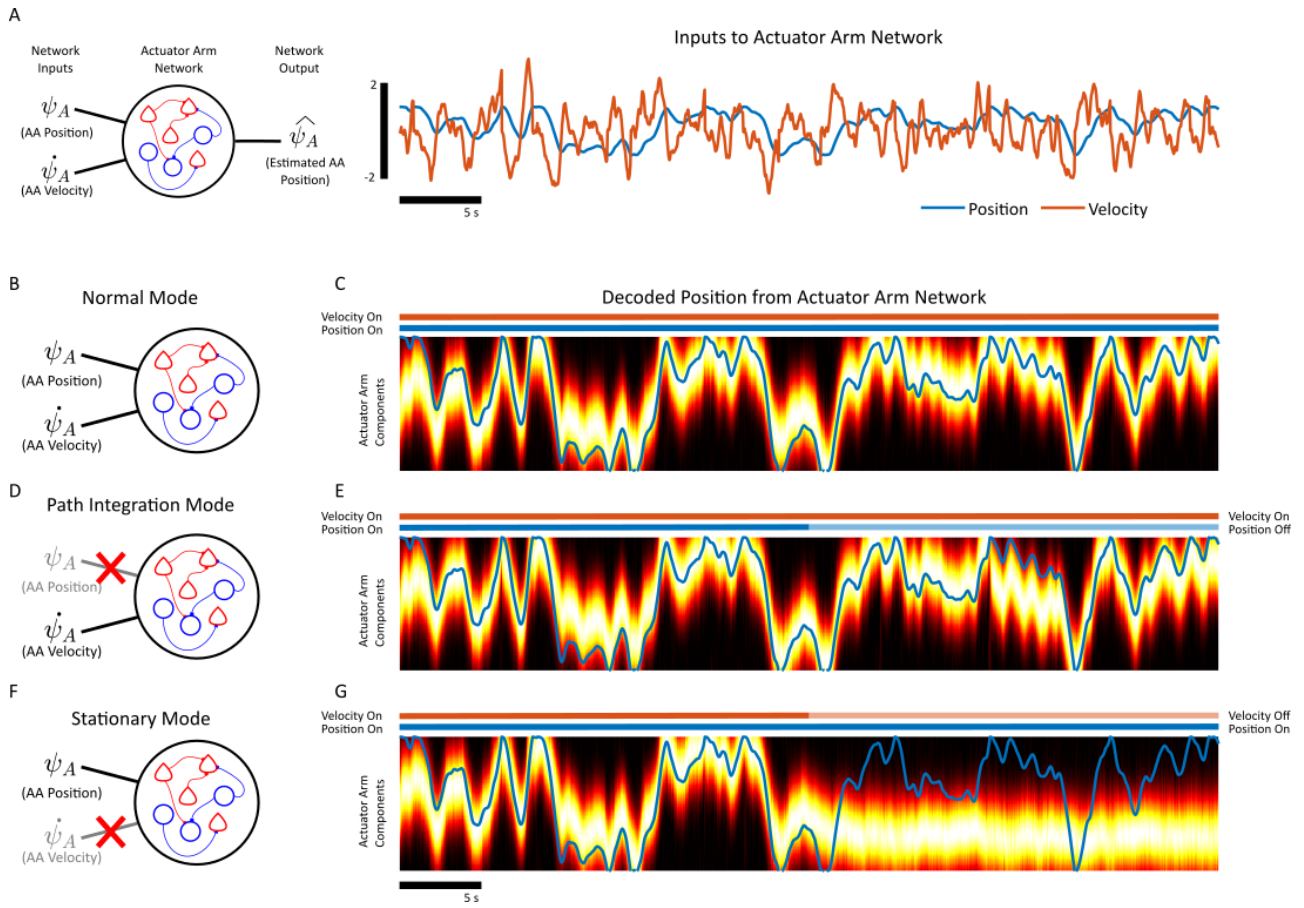 A
Network
Inputs
Actuator Arm
Network
Network
Output
Inputs to Actuator Arm Network
ψ_A
(AA Position)
ψ̇_A
(AA Velocity)
ψ̂_A
(Estimated AA
Position)
2
-2
5 s
Position
Velocity
B
Normal Mode
ψ_A
(AA Position)
ψ̇_A
(AA Velocity)
C
Decoded Position from Actuator Arm Network
Velocity On
Position On
Actuator Arm
Components
D
Path Integration Mode
ψ_A
(AA Position)
ψ̇_A
(AA Velocity)
E
Velocity On
Position On
Velocity On
Position Off
Actuator Arm
Components
F
Stationary Mode
ψ_A
(AA Position)
ψ̇_A
(AA Velocity)
G
Velocity On
Position On
Velocity Off
Position On
Actuator Arm
Components
5 s